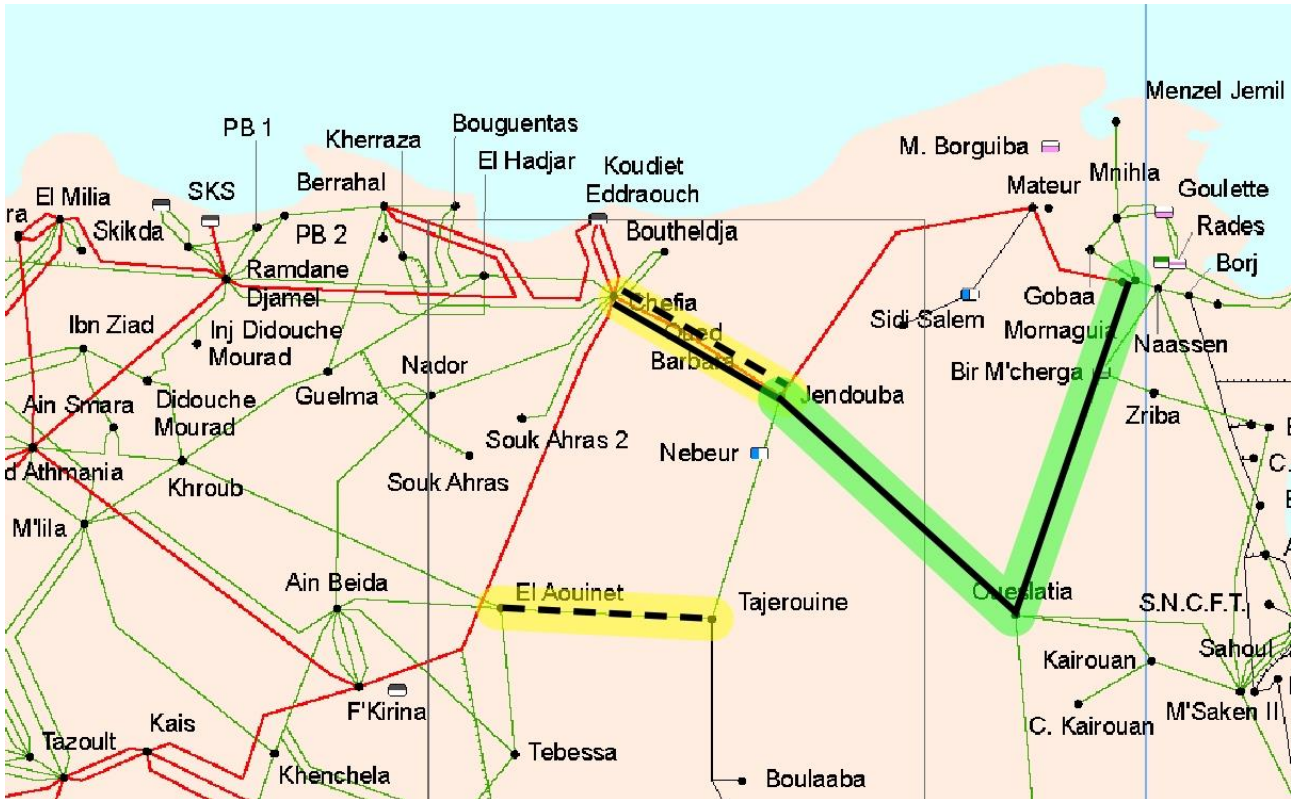 Menzel Jemil
PB 1
Kherraza
Bouguentas
El Hadjar
Koudiet
Eddraouch
M. Borguiba
Mnihla
El Milia
SKS
Berrahal
Mateur
Goulette
ra
Skikda
PB 2
Boutheldja
Rades
Ramdane
Djamel
Chefia
Gobaa
Borj
Ibn Ziad
Inj Didouche
Mourad
Oued
Barbara
Sidi Salem
Mornaguia
Naassen
Nador
Jendouba
Bir M'cherga
Ain Smara
Didouche
Mourad
Guelma
Zriba
Souk Ahras 2
Nebeur
d Athmania
Khroub
Souk Ahras
C.
M'lila
Ain Beida
El Aouinet
Tajerouine
Oueslatia
S.N.C.F.T.
Sahoul
Kairouan
F'Kirina
C. Kairouan
M'Saken II
Tazoult
Kais
Khenchela
Tebessa
Boulaaba